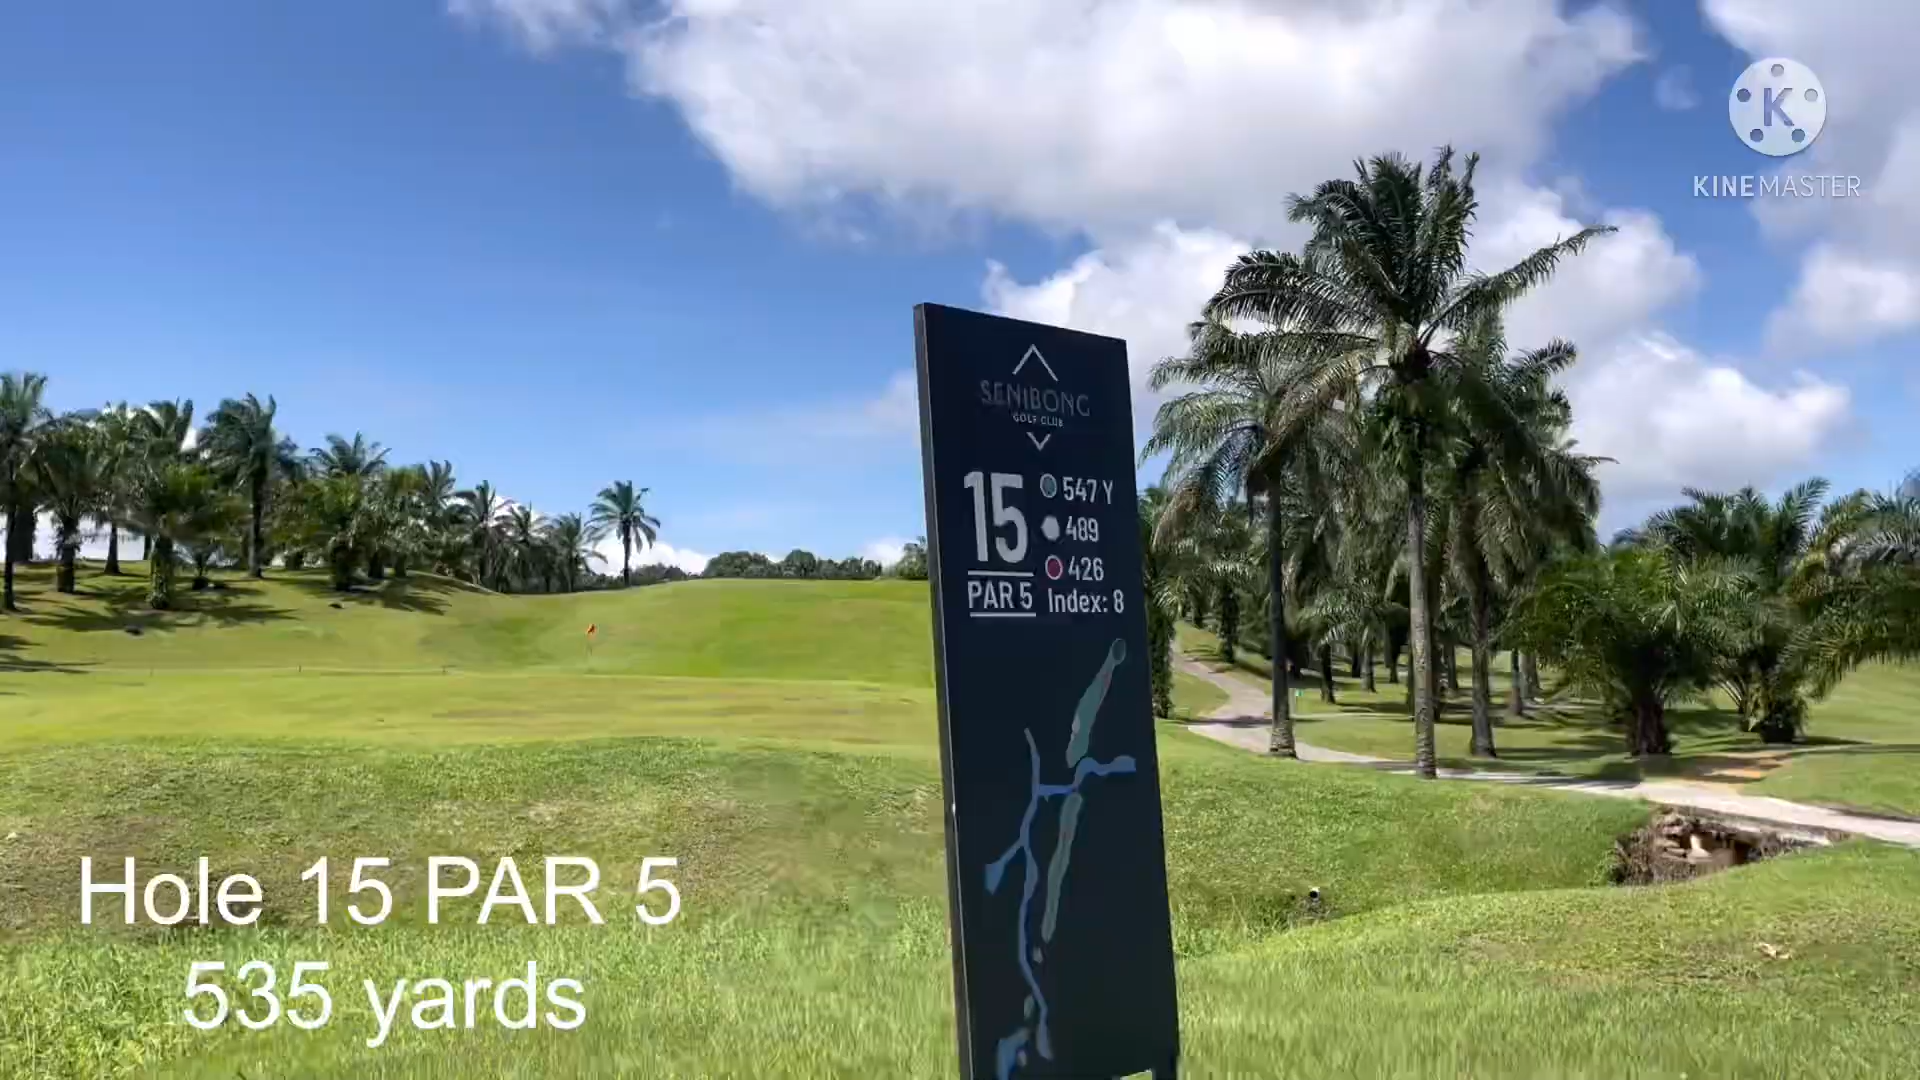 K
KINEMASTER
SENIBONG
GOLF CLUB
15
547 Y
489
426
PAR 5
Index: 8
Hole 15 PAR 5
535 yards